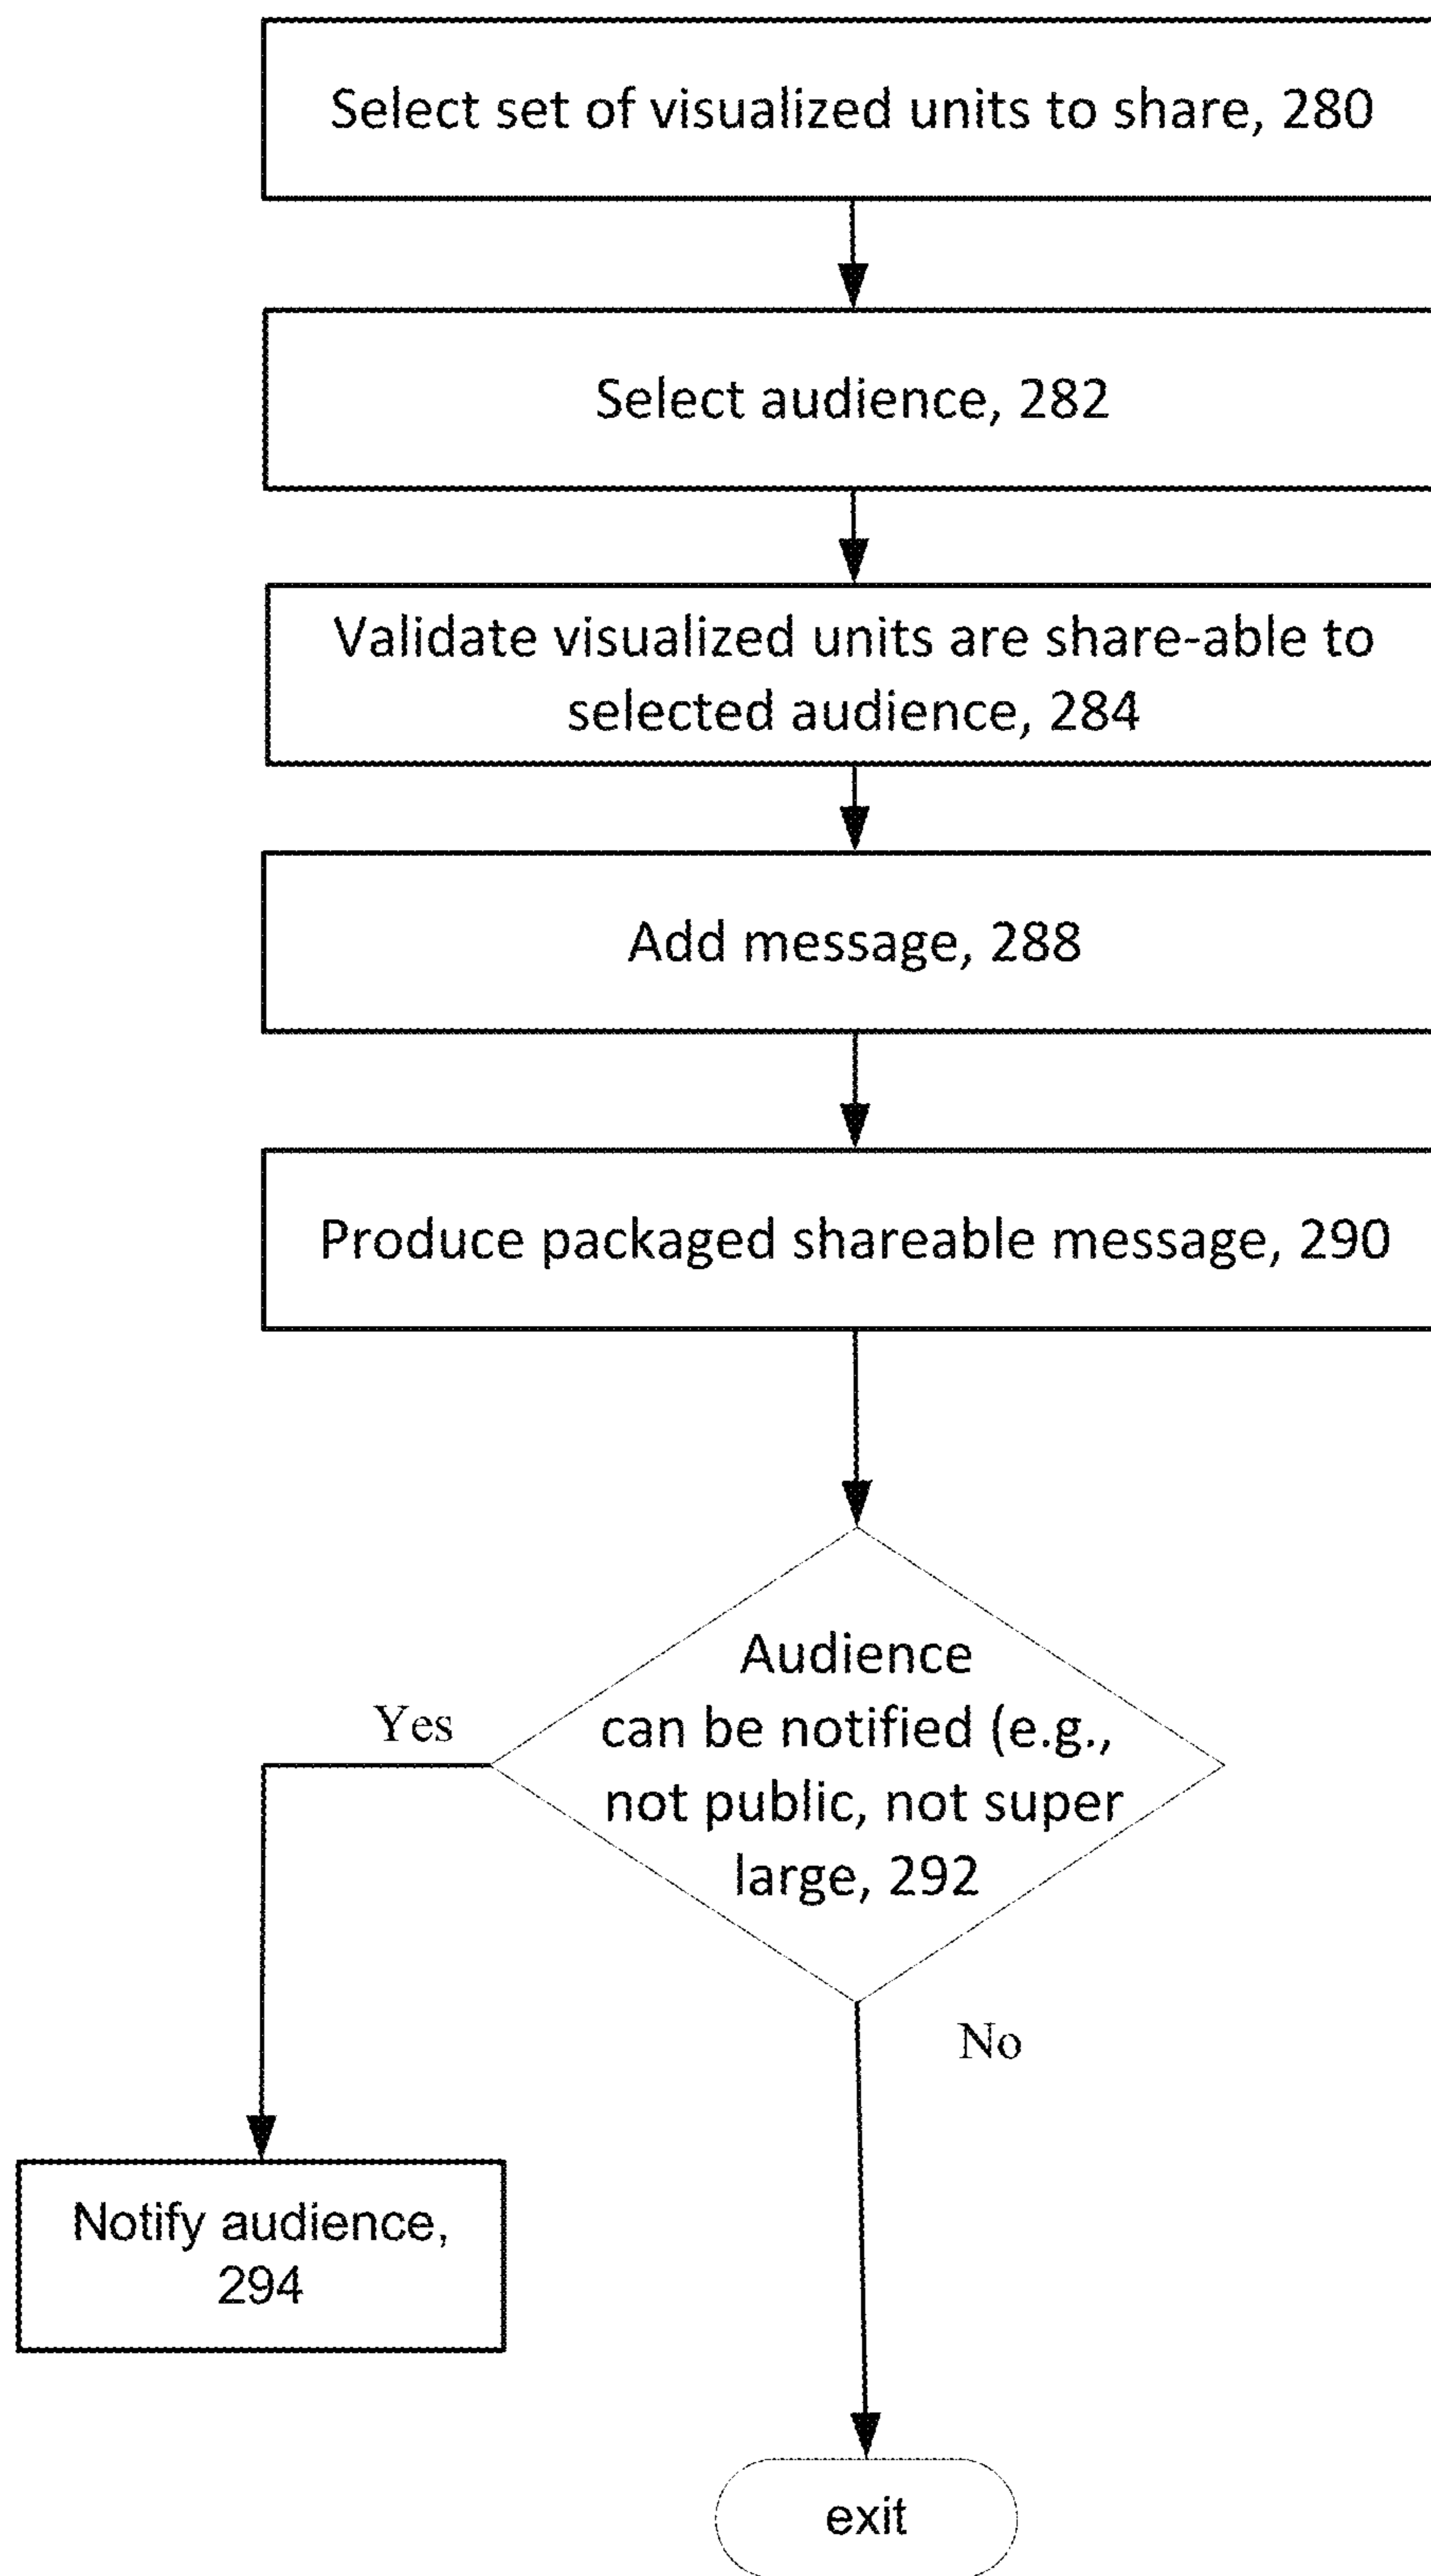 Select set of visualized units to share, 280
Select audience, 282
Validate visualized units are share-able to
selected audience, 284
Add message, 288
Produce packaged shareable message, 290
Audience
can be notified (e.g.,
not public, not super
large, 292
Yes
No
Notify audience,
294
exit